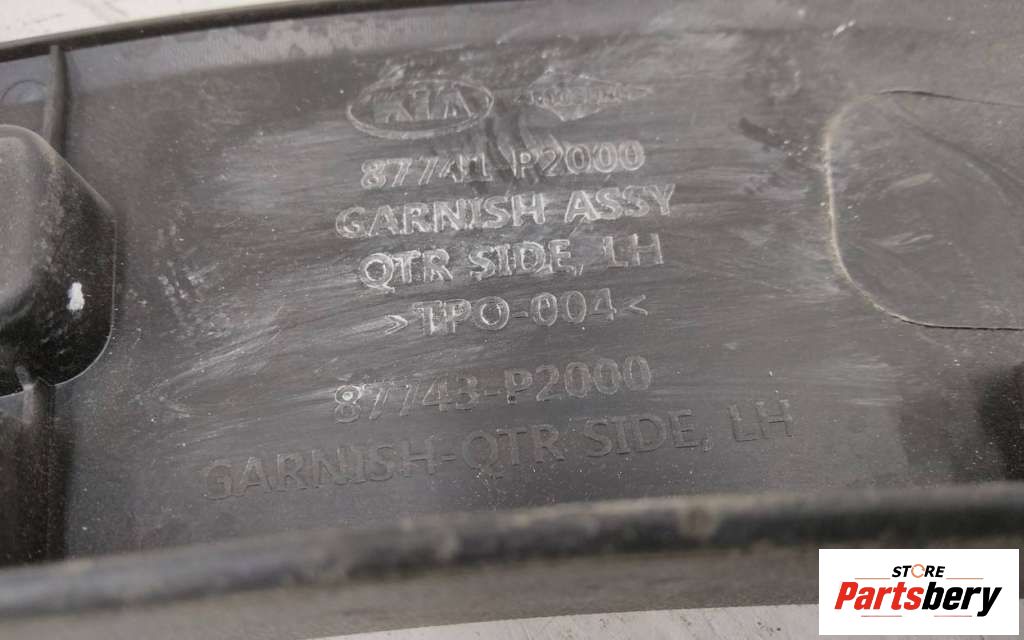 KIA
87741-P2000
GARNISH ASSY
QTR SIDE, LH
>TPO-004<
87743-P2000
GARNISH-QTR SIDE, LH
STORE
Partsbery